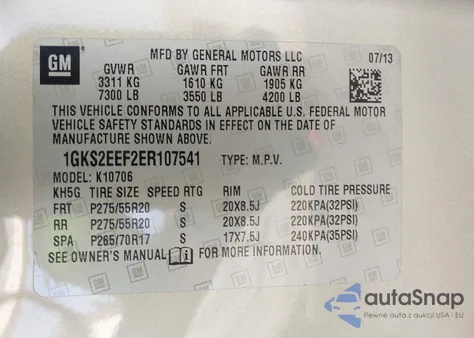 GM
MFD BY GENERAL MOTORS LLC 07/13
GVWR GAWR FRT GAWR RR
3311 KG 1610 KG 1905 KG
7300 LB 3550 LB 4200 LB
THIS VEHICLE CONFORMS TO ALL APPLICABLE U.S. FEDERAL MOTOR
VEHICLE SAFETY STANDARDS IN EFFECT ON THE DATE OF
MANUFACTURE SHOWN ABOVE.
1GKS2EEF2ER107541 TYPE: M.P.V.
MODEL: K10706
KH5G TIRE SIZE SPEED RTG RIM COLD TIRE PRESSURE
FRT P275/55R20 S 20X8.5J 220KPA(32PSI)
RR P275/55R20 S 20X8.5J 220KPA(32PSI)
SPA P265/70R17 S 17X7.5J 240KPA(35PSI)
SEE OWNER'S MANUAL FOR MORE INFORMATION.
autoSnap
Pewne auta z aukcji USA - EU